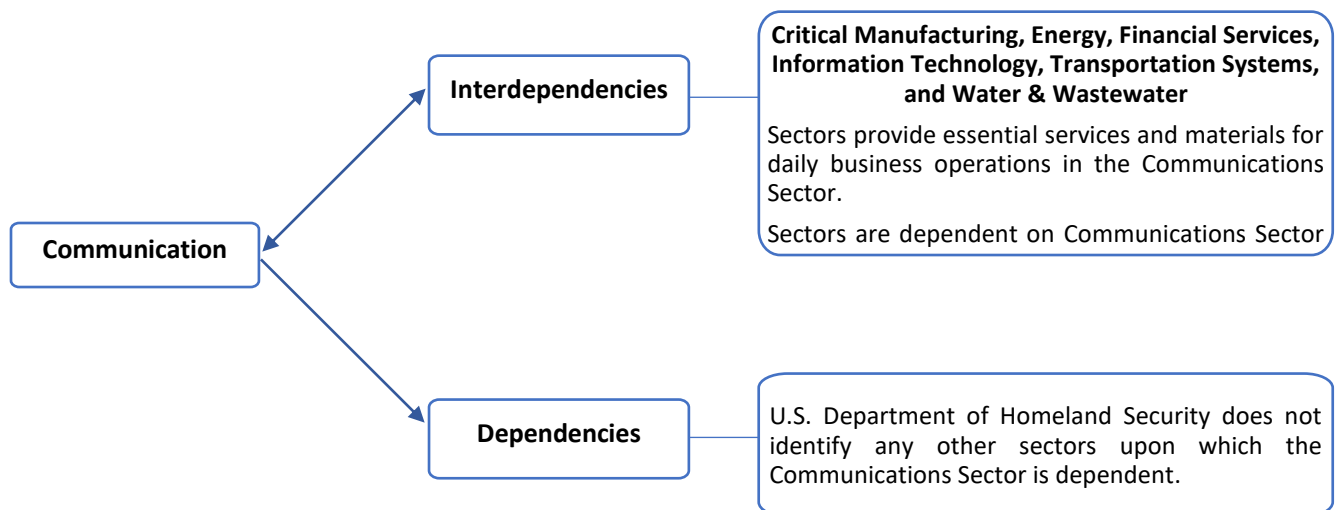 Critical Manufacturing, Energy, Financial Services,
Information Technology, Transportation Systems,
and Water & Wastewater
Sectors provide essential services and materials for
daily business operations in the Communications
Sector.
Sectors are dependent on Communications Sector
Interdependencies
Communication
Dependencies
U.S. Department of Homeland Security does not
identify any other sectors upon which the
Communications Sector is dependent.